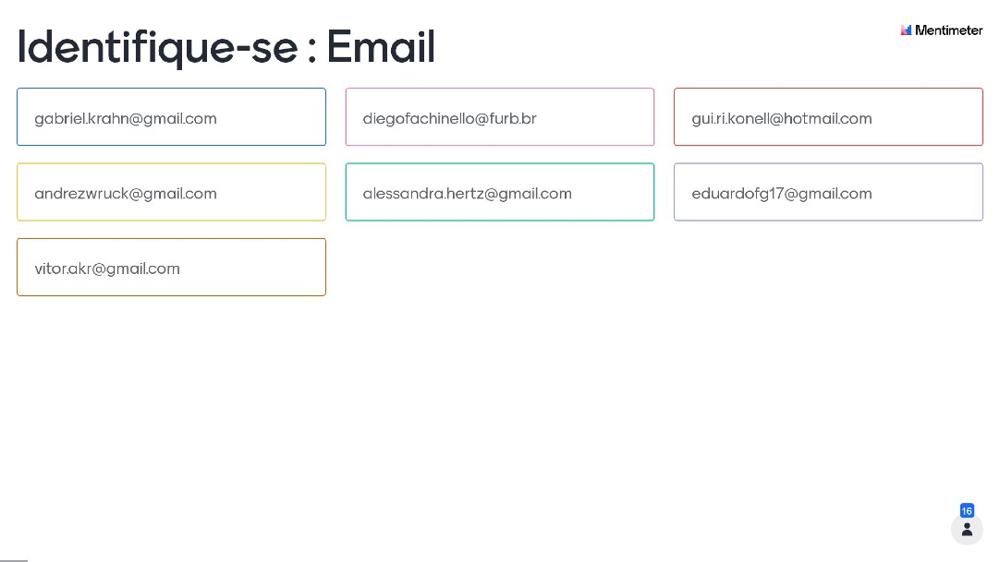 Identifique-se : Email
Mentimeter
gabriel.krahn@gmail.com
diegofachinello@furb.br
gui.ri.konell@hotmail.com
andrezwruck@gmail.com
alessandra.hertz@gmail.com
eduardofg17@gmail.com
vitor.akr@gmail.com
16